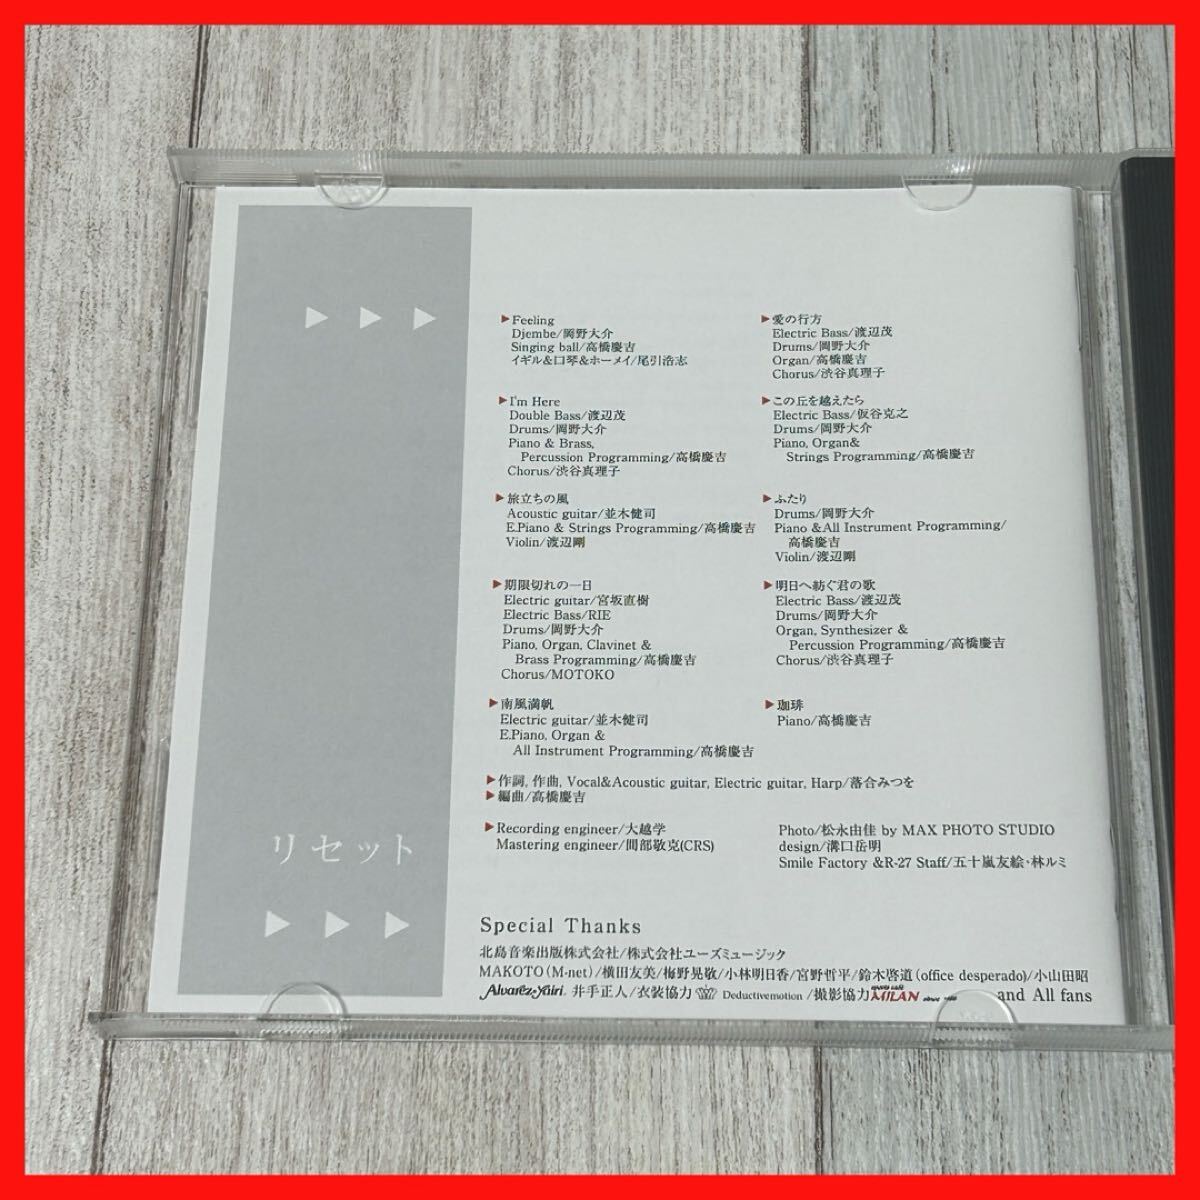 Feeling
Djembe/岡野大介
Singing ball/高橋慶吉
イギル&口琴&ホーメイ/尾引浩志
I'm Here
Double Bass/渡辺茂
Drums/岡野大介
Piano & Brass,
Percussion Programming/高橋慶吉
Chorus/渋谷真理子
旅立ちの風
Acoustic guitar/並木健司
E.Piano & Strings Programming/高橋慶吉
Violin/渡辺剛
期限切れの一日
Electric guitar/宮坂直樹
Electric Bass/RIE
Drums/岡野大介
Piano, Organ, Clavinet &
Brass Programming/高橋慶吉
Chorus/MOTOKO
南風満帆
Electric guitar/並木健司
E.Piano, Organ &
All Instrument Programming/高橋慶吉
愛の行方
Electric Bass/渡辺茂
Drums/岡野大介
Organ/高橋慶吉
Chorus/渋谷真理子
この丘を越えたら
Electric Bass/仮谷克之
Drums/岡野大介
Piano, Organ&
Strings Programming/高橋慶吉
ふたり
Drums/岡野大介
Piano &All Instrument Programming/
高橋慶吉
Violin/渡辺剛
明日へ紡ぐ君の歌
Electric Bass/渡辺茂
Drums/岡野大介
Organ, Synthesizer &
Percussion Programming/高橋慶吉
Chorus/渋谷真理子
珈琲
Piano/高橋慶吉
作詞, 作曲, Vocal&Acoustic guitar, Electric guitar, Harp/落合みつを
編曲/高橋慶吉
Recording engineer/大越学
Mastering engineer/間部敬克(CRS)
Photo/松永由佳 by MAX PHOTO STUDIO
design/溝口岳明
Smile Factory &R-27 Staff/五十嵐友絵・林ルミ
リセット
Special Thanks
北島音楽出版株式会社/株式会社ユーズミュージック
MAKOTO(M-net)/横田友美/梅野晃敬/小林明日香/宮野哲平/鈴木啓道(office desperado)/小山田昭
Alvarez-Yairi 井手正人/衣装協力 Deductivemotion /撮影協力 sports cafe MILAN and All fans